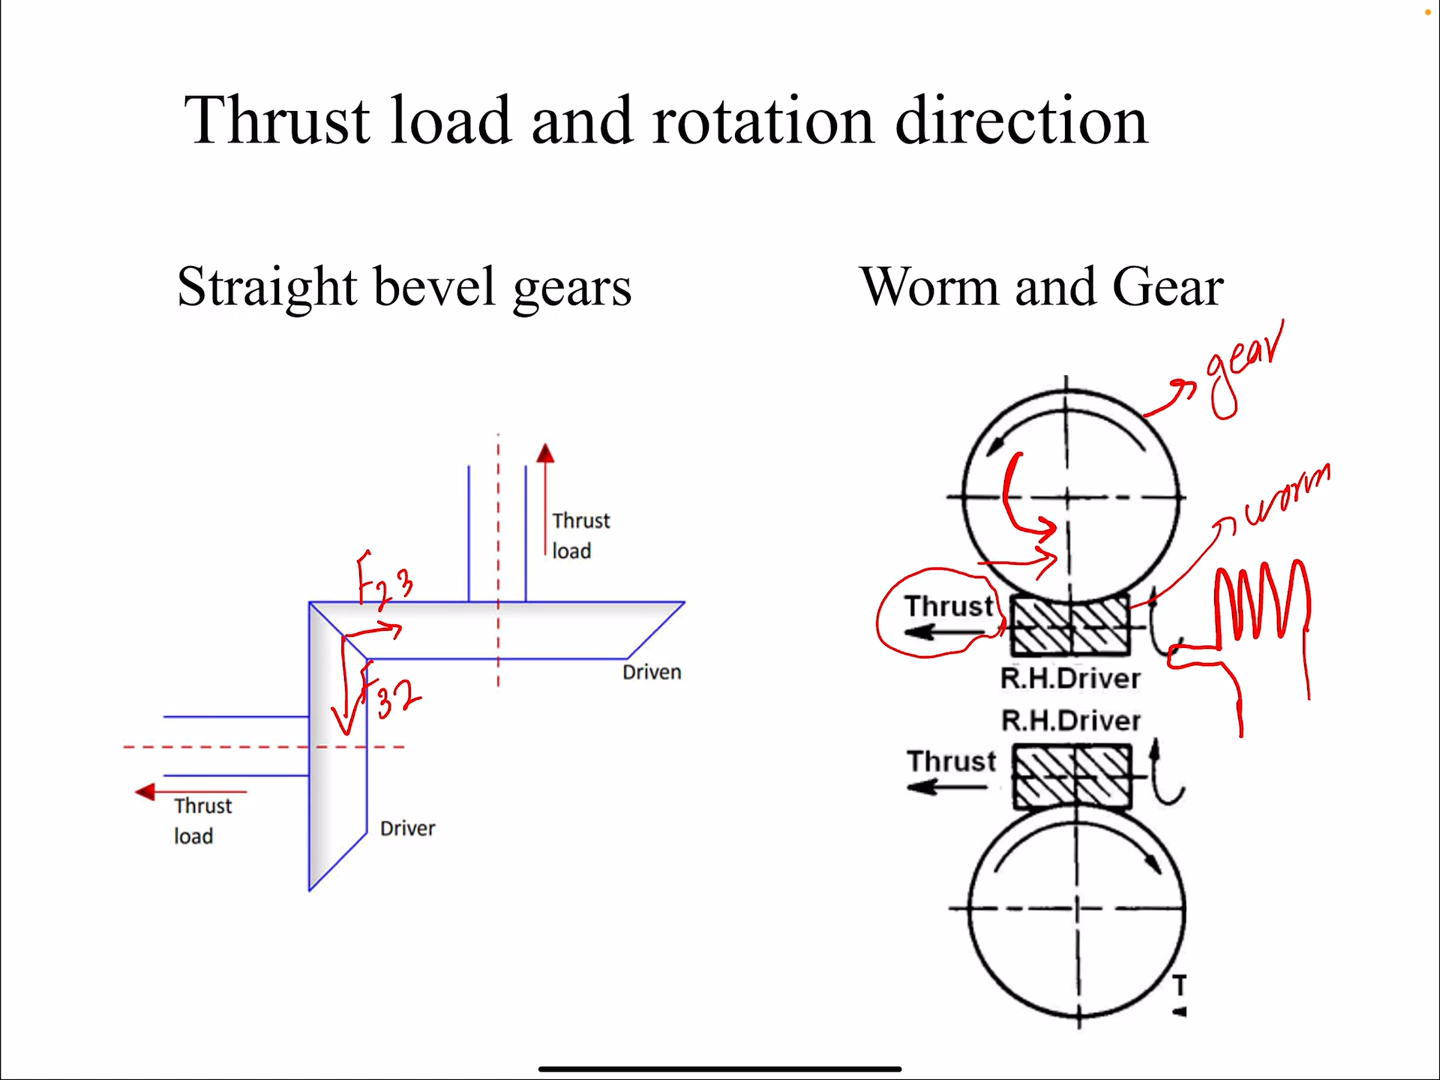 Thrust load and rotation direction
Straight bevel gears
Thrust
load
F23
F32
Driven
Thrust
load
Driver
Worm and Gear
gear
worm
Thrust
R.H.Driver
R.H.Driver
Thrust
T